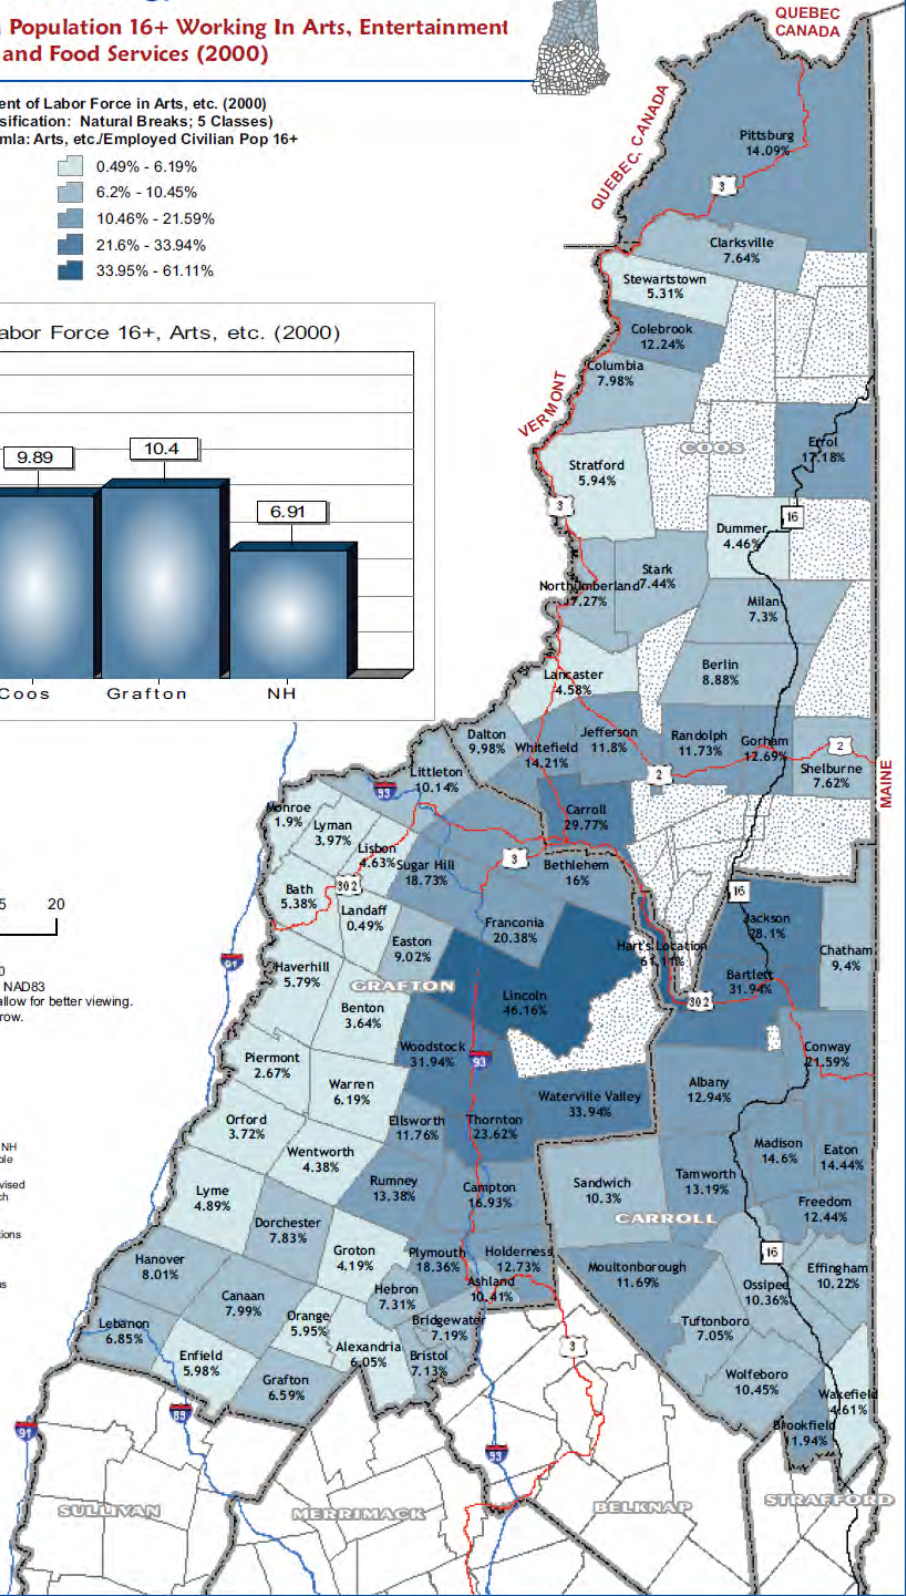 Population 16+ Working In Arts, Entertainment
and Food Services (2000)
ent of Labor Force in Arts, etc. (2000)
sification: Natural Breaks; 5 Classes)
mla: Arts, etc./Employed Civilian Pop 16+
0.49% - 6.19%
6.2% - 10.45%
10.46% - 21.59%
21.6% - 33.94%
33.95% - 61.11%
abor Force 16+, Arts, etc. (2000)
9.89
10.4
6.91
Coos
Grafton
NH
QUEBEC
CANADA
QUEBEC, CANADA
VERMONT
MAINE
Pittsburg
14.09%
3
Clarksville
7.64%
Stewartstown
5.31%
Colebrook
12.24%
Columbia
7.98%
COOS
Errol
17.18%
Stratford
5.94%
3
16
Dummer
4.46%
Stark
7.44%
Northumberland
7.27%
Milan
7.3%
Berlin
8.88%
Lancaster
4.58%
Dalton
9.98%
Whitefield
14.21%
Jefferson
11.8%
Randolph
11.73%
Gorham
12.69%
2
2
Shelburne
7.62%
Littleton
10.14%
93
Carroll
29.77%
Monroe
1.9%
Lyman
3.97%
Lisbon
4.63%
Sugar Hill
18.73%
3
Bethlehem
16%
Bath
5.38%
302
Landaff
0.49%
Franconia
20.38%
16
Jackson
28.1%
Easton
9.02%
Hart's Location
61.11%
Chatham
9.4%
91
Haverhill
5.79%
GRAFTON
Lincoln
46.16%
Bartlett
31.94%
302
Benton
3.64%
Woodstock
31.94%
93
Conway
21.59%
Piermont
2.67%
Warren
6.19%
Waterville Valley
33.94%
Albany
12.94%
Orford
3.72%
Ellsworth
11.76%
Thornton
23.62%
Madison
14.6%
Eaton
14.44%
Wentworth
4.38%
Rumney
13.38%
Campton
16.93%
Sandwich
10.3%
Tamworth
13.19%
Lyme
4.89%
Freedom
12.44%
CARROLL
Dorchester
7.83%
Groton
4.19%
Plymouth
18.36%
Holderness
12.73%
16
Hanover
8.01%
Moultonborough
11.69%
Effingham
10.22%
Canaan
7.99%
Hebron
7.31%
Ashland
10.41%
Ossipee
10.36%
Orange
5.95%
Bridgewater
7.19%
Tuftonboro
7.05%
Lebanon
6.85%
Enfield
5.98%
Alexandria
6.05%
Bristol
7.13%
3
Grafton
6.59%
Wolfeboro
10.45%
Wakefield
4.61%
Brookfield
11.94%
89
91
93
SULLIVAN
MERRIMACK
BELKNAP
STRAFFORD
5
20
0
NAD83
allow for better viewing.
row.
NH
ble
vised
ch
tions
s